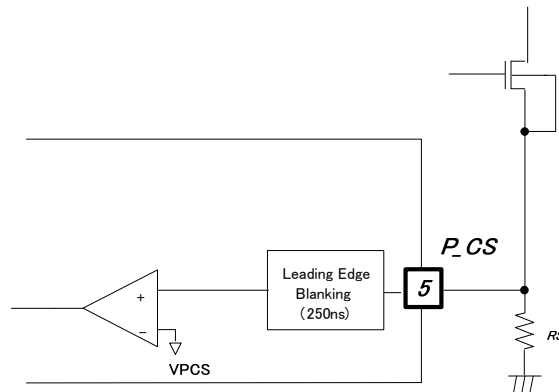 P_CS
5
Leading Edge
Blanking
(250ns)
+
−
VPCS